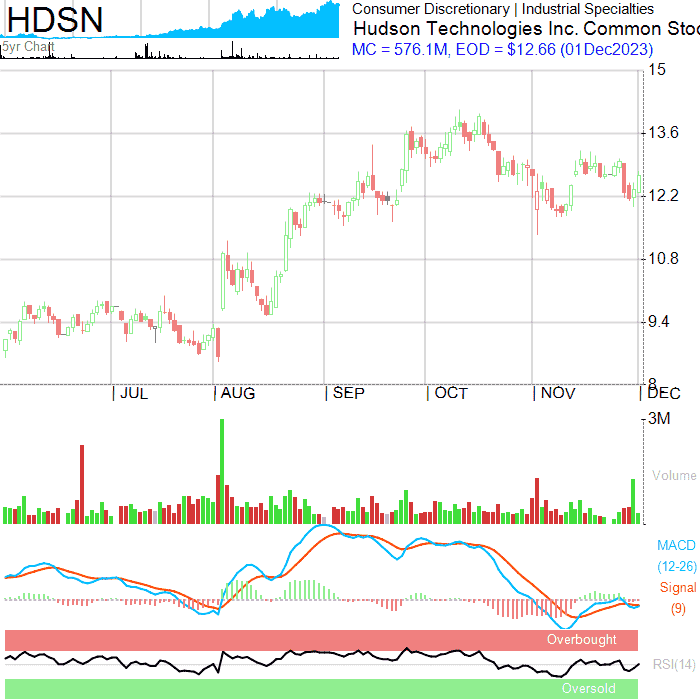 HDSN
5yr Chart
Consumer Discretionary | Industrial Specialties
Hudson Technologies Inc. Common Stoc
MC = 576.1M, EOD = $12.66 (01Dec2023)
15
13.6
12.2
10.8
9.4
8
| JUL
| AUG
| SEP
| OCT
| NOV
| DEC
3M
Volume
MACD
(12-26)
Signal
(9)
Overbought
RSI(14)
Oversold